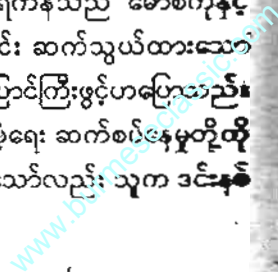 ရကန်သည် မော်စကိုနှင့်
င်း ဆက်သွယ်ထားသော
ပြောင်ကြီးဖွင့်ဟပြောသည်။
ရေး ဆက်စပ်နေမှုတို့ကို
သော်လည်း သူက ဒင်းနစ်
www.burmeseclassic.com